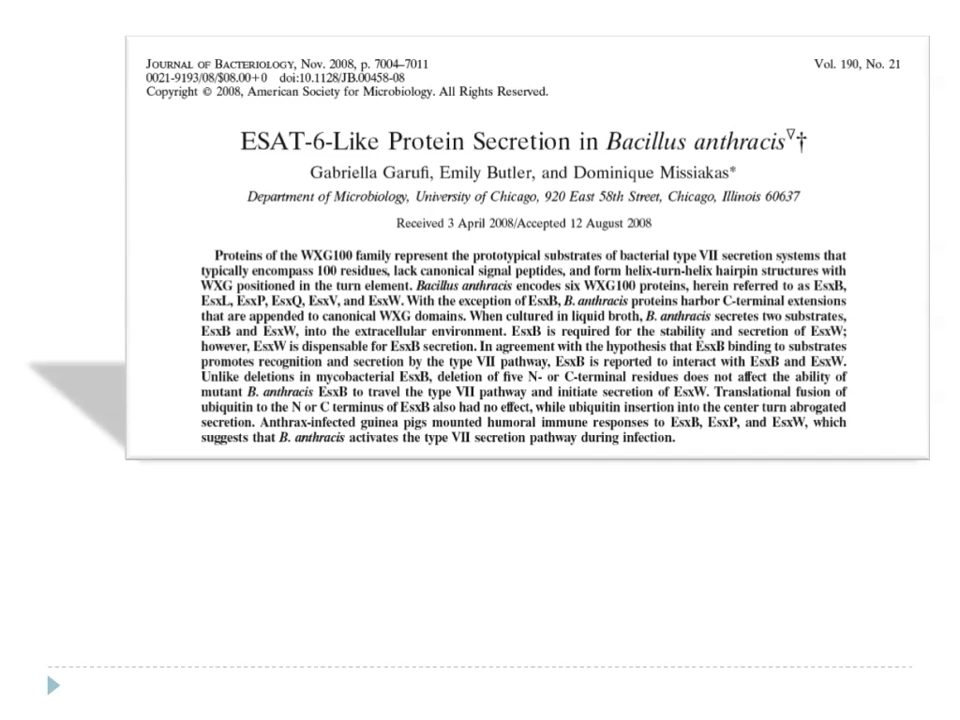 JOURNAL OF BACTERIOLOGY, Nov. 2008, p. 7004–7011 Vol. 190, No. 21
0021-9193/08/$08.00+0 doi:10.1128/JB.00458-08
Copyright © 2008, American Society for Microbiology. All Rights Reserved.
ESAT-6-Like Protein Secretion in Bacillus anthracis▽†
Gabriella Garufi, Emily Butler, and Dominique Missiakas*
Department of Microbiology, University of Chicago, 920 East 58th Street, Chicago, Illinois 60637
Received 3 April 2008/Accepted 12 August 2008
Proteins of the WXG100 family represent the prototypical substrates of bacterial type VII secretion systems that
typically encompass 100 residues, lack canonical signal peptides, and form helix-turn-helix hairpin structures with
WXG positioned in the turn element. Bacillus anthracis encodes six WXG100 proteins, herein referred to as EsxB,
EsxL, EsxP, EsxQ, EsxV, and EsxW. With the exception of EsxB, B. anthracis proteins harbor C-terminal extensions
that are appended to canonical WXG domains. When cultured in liquid broth, B. anthracis secretes two substrates,
EsxB and EsxW, into the extracellular environment. EsxB is required for the stability and secretion of EsxW;
however, EsxW is dispensable for EsxB secretion. In agreement with the hypothesis that EsxB binding to substrates
promotes recognition and secretion by the type VII pathway, EsxB is reported to interact with EsxB and EsxW.
Unlike deletions in mycobacterial EsxB, deletion of five N- or C-terminal residues does not affect the ability of
mutant B. anthracis EsxB to travel the type VII pathway and initiate secretion of EsxW. Translational fusion of
ubiquitin to the N or C terminus of EsxB also had no effect, while ubiquitin insertion into the center turn abrogated
secretion. Anthrax-infected guinea pigs mounted humoral immune responses to EsxB, EsxP, and EsxW, which
suggests that B. anthracis activates the type VII secretion pathway during infection.